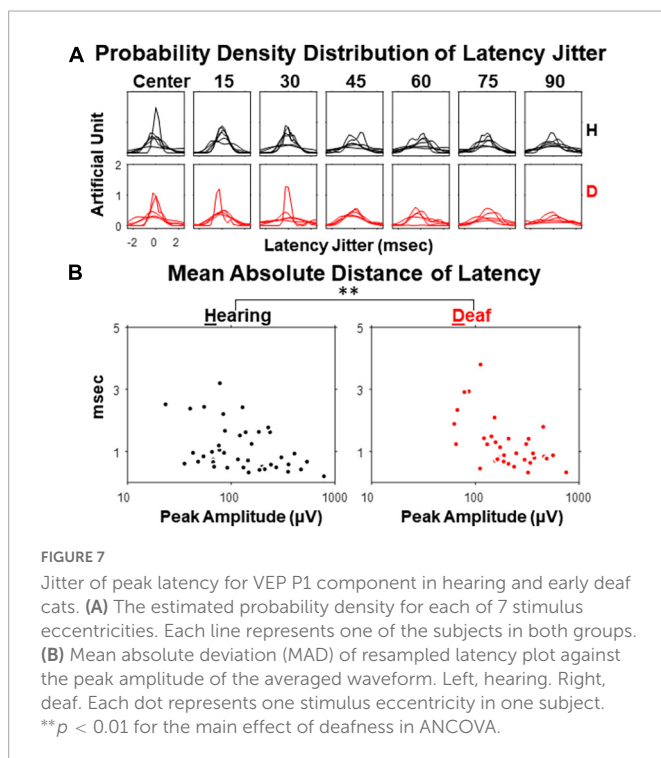 A Probability Density Distribution of Latency Jitter
Center 15 30 45 60 75 90
H
2
1
0
Artificial Unit
D
-2 0 2
Latency Jitter (msec)
B Mean Absolute Distance of Latency
**
Hearing Deaf
5 5
3 3
1 1
msec
10 100 1000 10 100 1000
Peak Amplitude (µV) Peak Amplitude (µV)
FIGURE 7
Jitter of peak latency for VEP P1 component in hearing and early deaf
cats. (A) The estimated probability density for each of 7 stimulus
eccentricities. Each line represents one of the subjects in both groups.
(B) Mean absolute deviation (MAD) of resampled latency plot against
the peak amplitude of the averaged waveform. Left, hearing. Right,
deaf. Each dot represents one stimulus eccentricity in one subject.
**p < 0.01 for the main effect of deafness in ANCOVA.